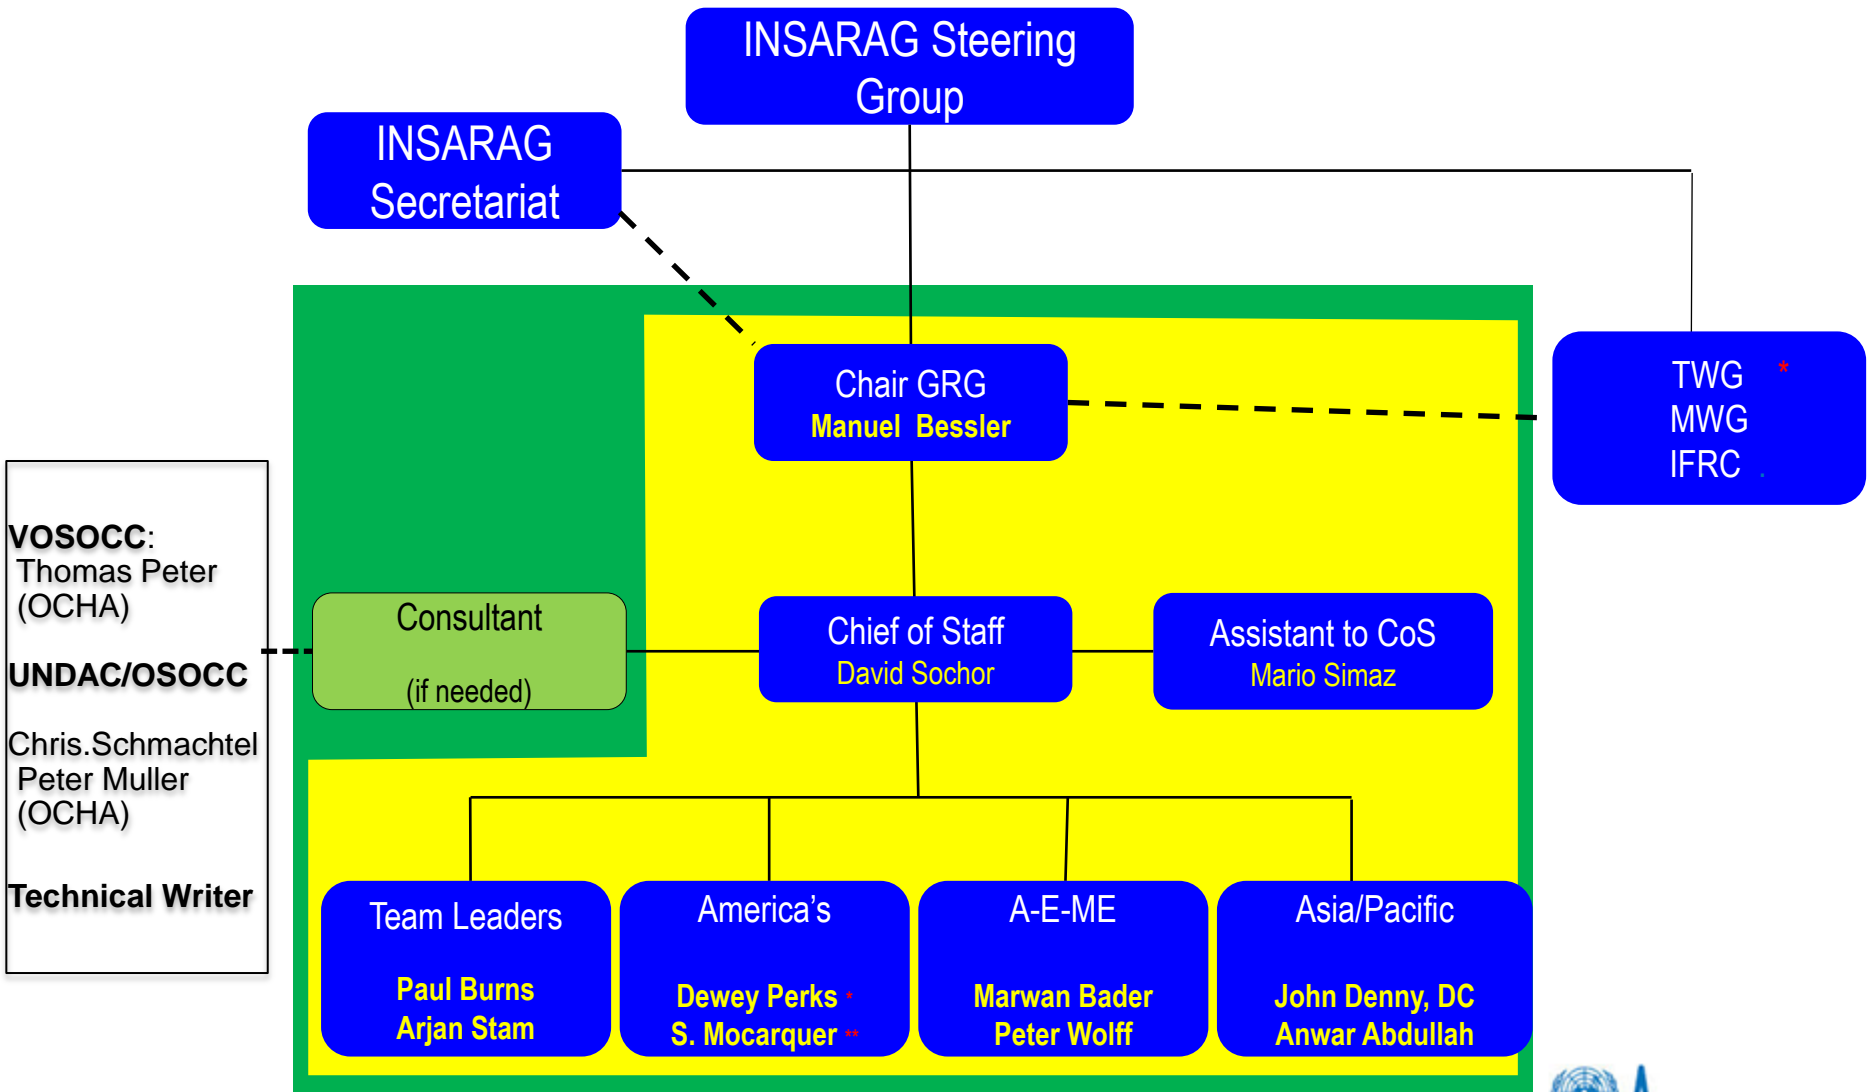 INSARAG Steering
Group
INSARAG
Secretariat
Chair GRG
Manuel Bessler
TWG *
MWG
IFRC .
VOSOCC:
Thomas Peter
(OCHA)
UNDAC/OSOCC
Chris.Schmachtel
Peter Muller
(OCHA)
Technical Writer
Consultant
(if needed)
Chief of Staff
David Sochor
Assistant to CoS
Mario Simaz
Team Leaders
Paul Burns
Arjan Stam
America’s
Dewey Perks *
S. Mocarquer **
A-E-ME
Marwan Bader
Peter Wolff
Asia/Pacific
John Denny, DC
Anwar Abdullah